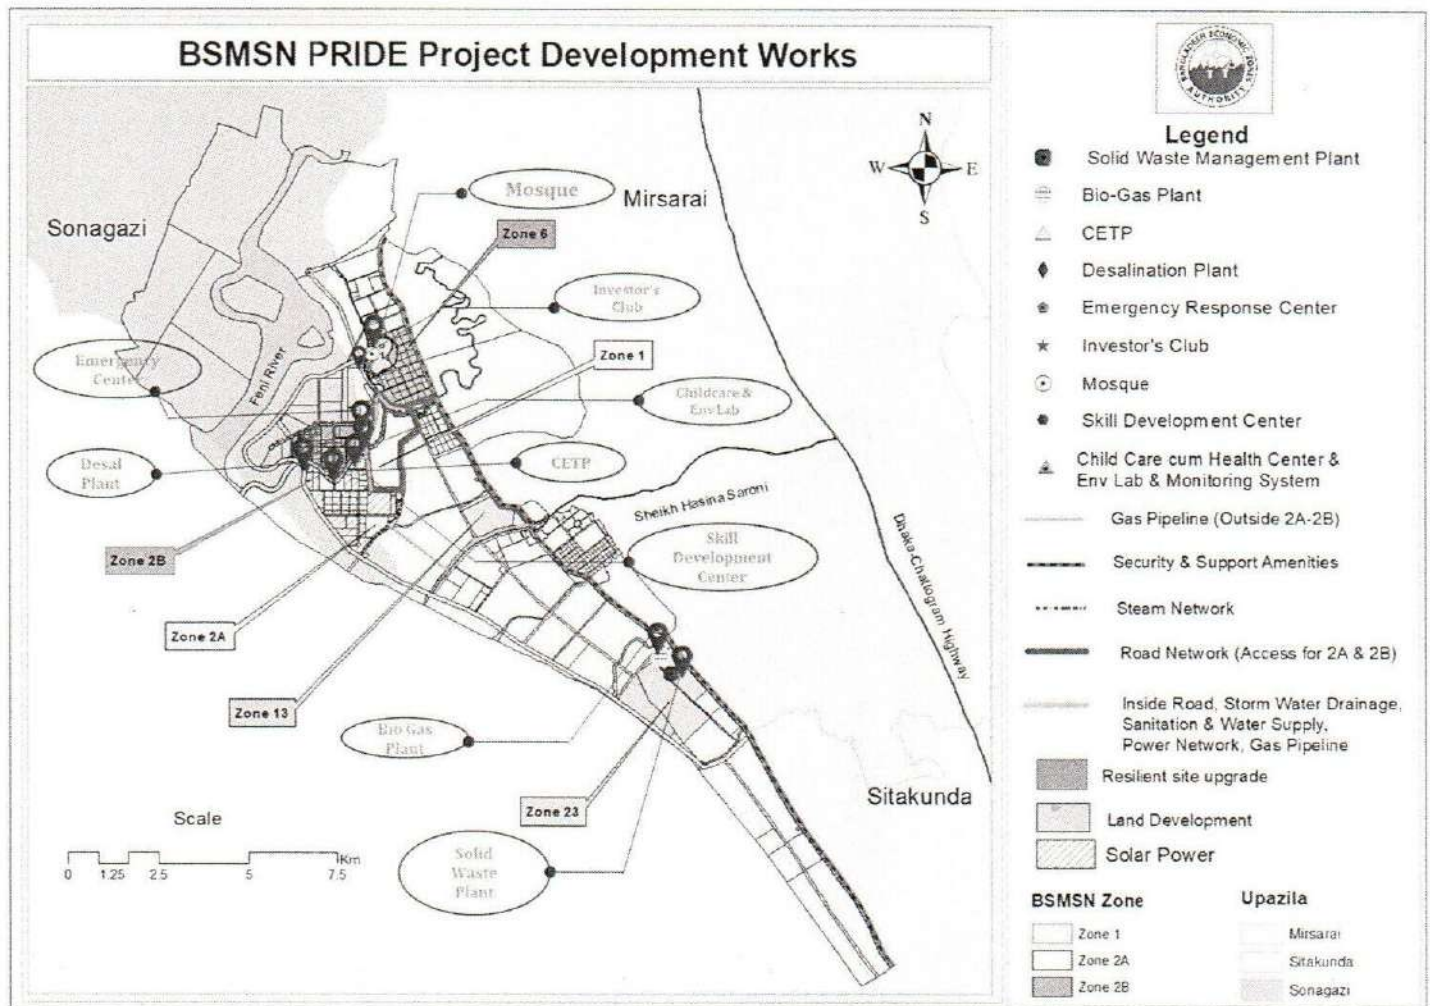 BSMSN PRIDE Project Development Works
BANGLADESH ECONOMIC ZONES
AUTHORITY
N
W
E
S
Sonagazi
Mirsarai
Mosque
Zone 6
Investor's
Club
Zone 1
Emergency
Center
Feni River
Childcare &
Env Lab
Desal
Plant
CETP
Sheikh Hasina Saroni
Dhaka-Chattogram Highway
Zone 2B
Skill
Development
Center
Zone 2A
Zone 13
Bio Gas
Plant
Zone 23
Sitakunda
Solid
Waste
Plant
Scale
Km
0 1.25 2.5 5 7.5
Legend
Solid Waste Management Plant
Bio-Gas Plant
CETP
Desalination Plant
Emergency Response Center
Investor's Club
Mosque
Skill Development Center
Child Care cum Health Center &
Env Lab & Monitoring System
Gas Pipeline (Outside 2A-2B)
Security & Support Amenities
Steam Network
Road Network (Access for 2A & 2B)
Inside Road, Storm Water Drainage,
Sanitation & Water Supply,
Power Network, Gas Pipeline
Resilient site upgrade
Land Development
Solar Power
BSMSN Zone
Zone 1
Zone 2A
Zone 2B
Upazila
Mirsarai
Sitakunda
Sonagazi